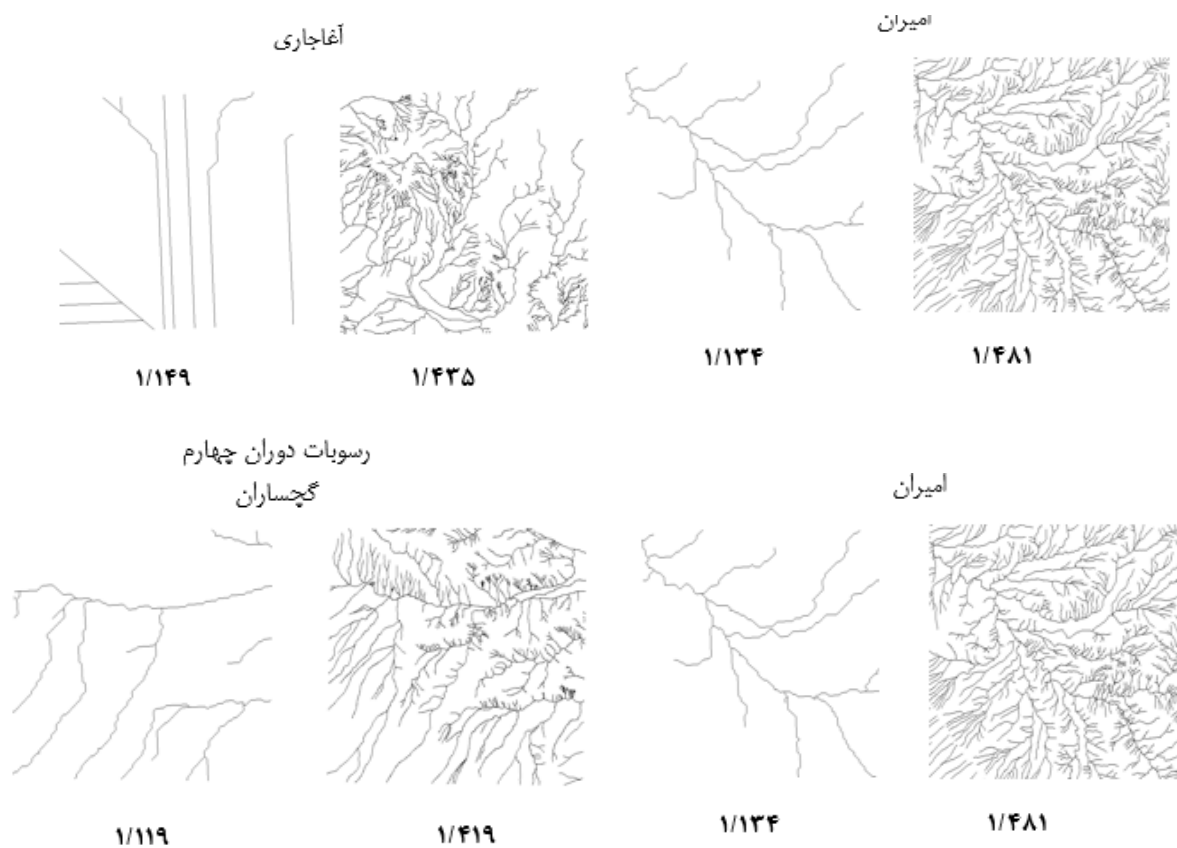 امیران
آغاجاری
۱/۴۸۱
۱/۱۳۴
۱/۴۳۵
۱/۱۴۹
امیران
رسوبات دوران چهارم
گچساران
۱/۴۸۱
۱/۱۳۴
۱/۴۱۹
۱/۱۱۹